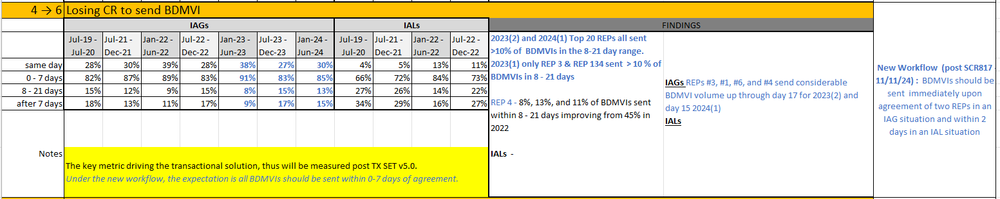 4 → 6 Losing CR to send BDMVI
IAGs IALs FINDINGS
Jul-19 - Jul-21 - Jan-22 - Jul-22 - Jan-23 - Jul-23 - Jan-24 - Jul-19 - Jul-21 - Jan-22 - Jul-22 -
Jul-20 Dec-21 Jun-22 Dec-22 Jun-23 Dec-23 Jun-24 Jul-20 Dec-21 Jun-22 Dec-22
same day 28% 30% 39% 28% 38% 27% 30% 4% 5% 13% 11%
0 - 7 days 82% 87% 89% 83% 91% 83% 85% 66% 72% 84% 73%
8 - 21 days 15% 12% 9% 15% 8% 15% 13% 27% 26% 14% 22%
after 7 days 18% 13% 11% 17% 9% 17% 15% 34% 29% 16% 27%
Notes
The key metric driving the transactional solution, thus will be measured post TX SET v5.0.
Under the new workflow, the expectation is all BDMVIs should be sent within 0-7 days of agreement.
2023(2) and 2024(1) Top 20 REPs all sent
>10% of BDMVIs in the 8-21 day range.
2023(1) only REP 3 & REP 134 sent > 10 % of
BDMVIs in 8 - 21 days
REP 4 - 8%, 13%, and 11% of BDMVIs sent
within 8 - 21 days improving from 45% in
2022
IALs -
IAGs REPs #3, #1, #6, and #4 send considerable
BDMVI volume up through day 17 for 2023(2) and
day 15 2024(1)
IALs
New Workflow (post SCR817 -
11/11/24) : BDMVIs should be
sent immediately upon
agreement of two REPs in an
IAG situation and within 2
days in an IAL situation